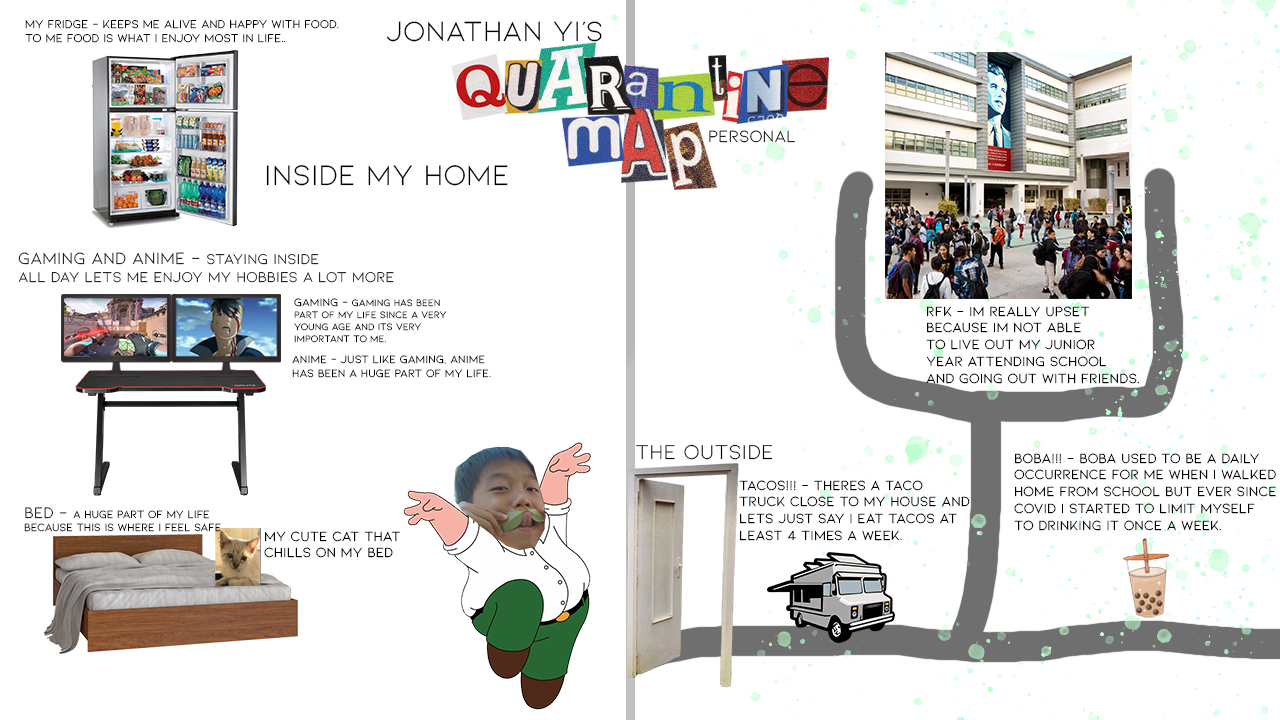 MY FRIDGE - KEEPS ME ALIVE AND HAPPY WITH FOOD.
TO ME FOOD IS WHAT I ENJOY MOST IN LIFE..
JONATHAN YI'S
QUARantiNe
mAp
PERSONAL
INSIDE MY HOME
GAMING AND ANIME - STAYING INSIDE
ALL DAY LETS ME ENJOY MY HOBBIES A LOT MORE
GAMING - GAMING HAS BEEN
PART OF MY LIFE SINCE A VERY
YOUNG AGE AND ITS VERY
IMPORTANT TO ME.
ANIME - JUST LIKE GAMING, ANIME
HAS BEEN A HUGE PART OF MY LIFE.
BED - A HUGE PART OF MY LIFE
BECAUSE THIS IS WHERE I FEEL SAFE
MY CUTE CAT THAT
CHILLS ON MY BED
RFK - IM REALLY UPSET
BECAUSE IM NOT ABLE
TO LIVE OUT MY JUNIOR
YEAR ATTENDING SCHOOL
AND GOING OUT WITH FRIENDS.
THE OUTSIDE
TACOS!!! - THERES A TACO
TRUCK CLOSE TO MY HOUSE AND
LETS JUST SAY I EAT TACOS AT
LEAST 4 TIMES A WEEK.
BOBA!!! - BOBA USED TO BE A DAILY
OCCURRENCE FOR ME WHEN I WALKED
HOME FROM SCHOOL BUT EVER SINCE
COVID I STARTED TO LIMIT MYSELF
TO DRINKING IT ONCE A WEEK.